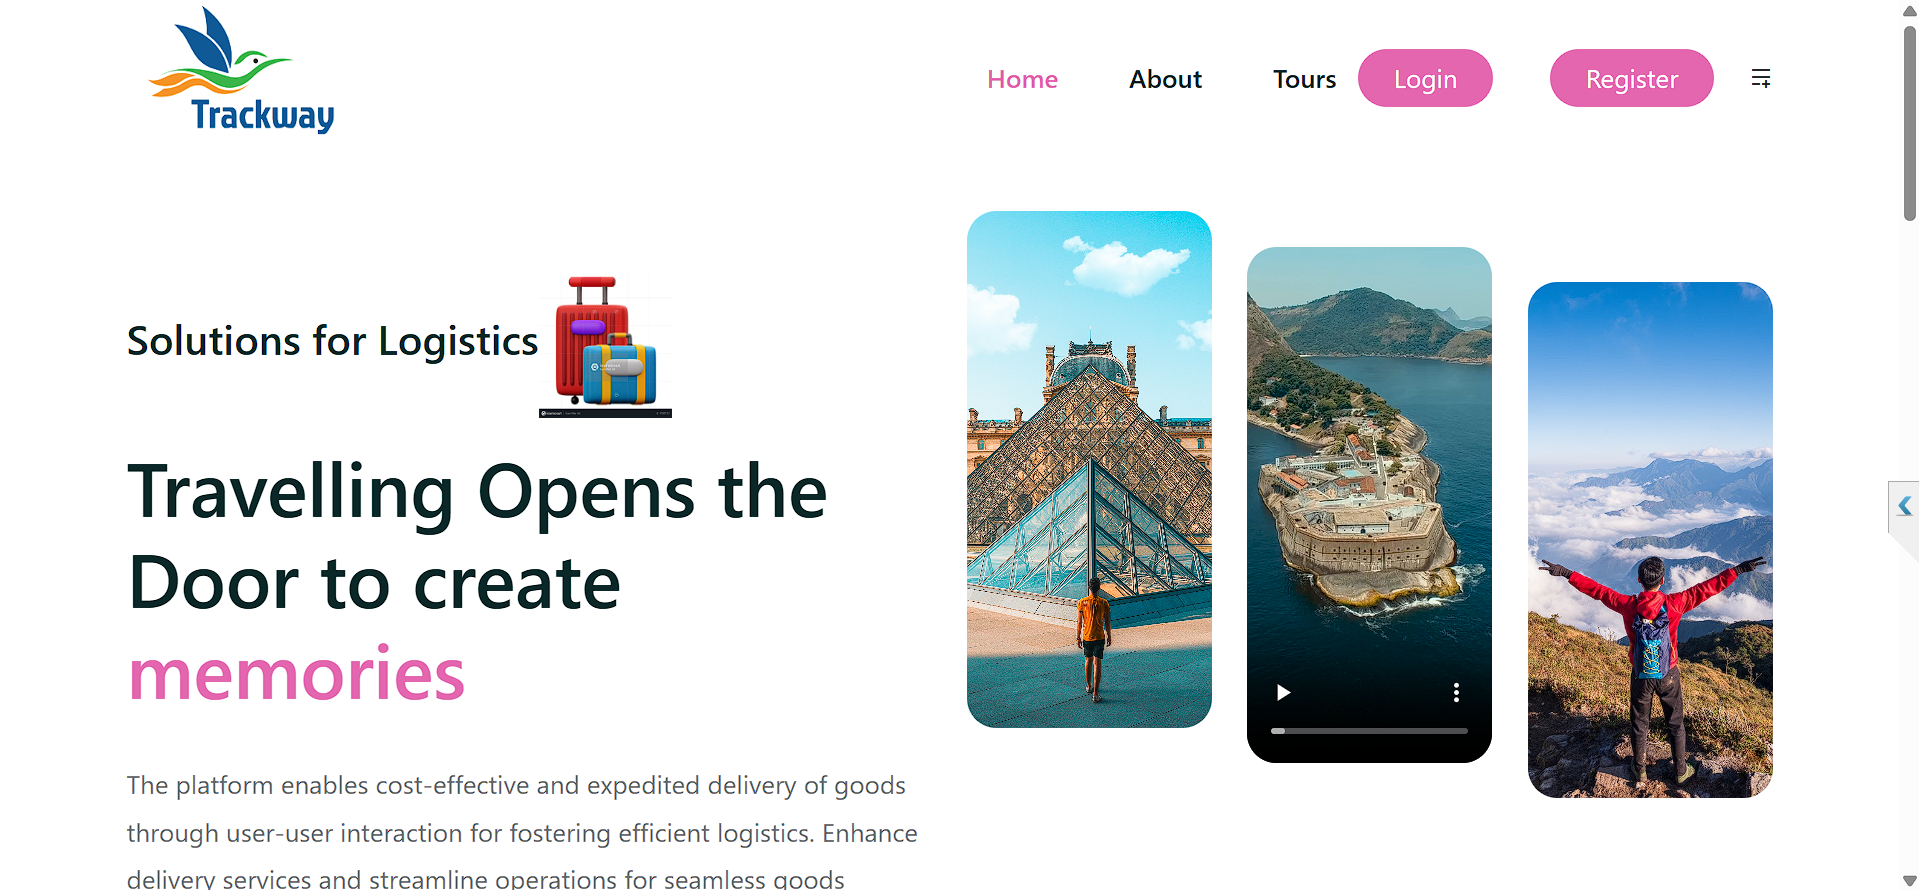 Trackway
Home
About
Tours
Login
Register
Solutions for Logistics
Travelling Opens the
Door to create
memories
The platform enables cost-effective and expedited delivery of goods
through user-user interaction for fostering efficient logistics. Enhance
delivery services and streamline operations for seamless goods